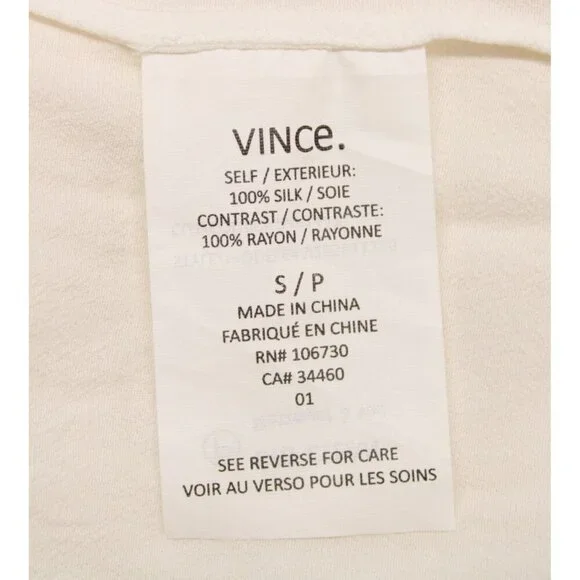 VINCe.
SELF / EXTERIEUR:
100% SILK / SOIE
CONTRAST / CONTRASTE:
100% RAYON / RAYONNE
S / P
MADE IN CHINA
FABRIQUÉ EN CHINE
RN# 106730
CA# 34460
01
SEE REVERSE FOR CARE
VOIR AU VERSO POUR LES SOINS